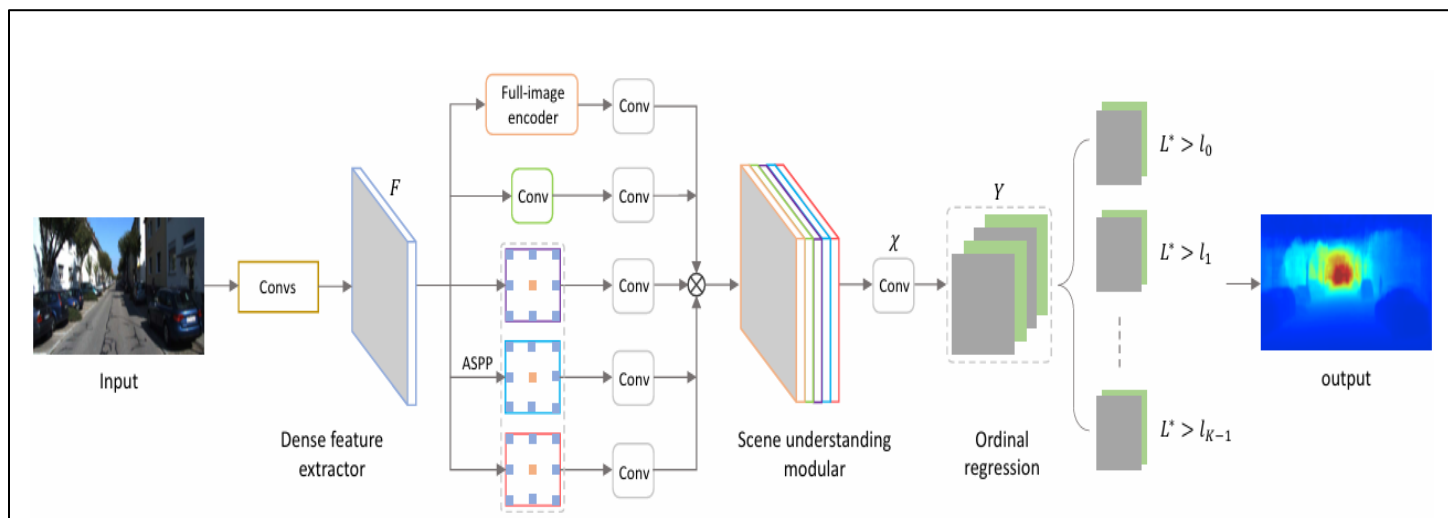 Input
Convs
F
Dense feature
extractor
Full-image
encoder
Conv
Conv
Conv
ASPP
Conv
Conv
Conv
Scene understanding
modular
χ
Conv
Y
Ordinal
regression
L* > l₀
L* > l₁
L* > lK−1
output